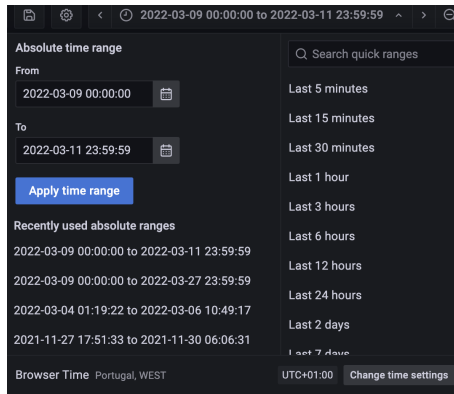 2022-03-09 00:00:00 to 2022-03-11 23:59:59
Absolute time range
From
2022-03-09 00:00:00
To
2022-03-11 23:59:59
Apply time range
Recently used absolute ranges
2022-03-09 00:00:00 to 2022-03-11 23:59:59
2022-03-09 00:00:00 to 2022-03-27 23:59:59
2022-03-04 01:19:22 to 2022-03-06 10:49:17
2021-11-27 17:51:33 to 2021-11-30 06:06:31
Search quick ranges
Last 5 minutes
Last 15 minutes
Last 30 minutes
Last 1 hour
Last 3 hours
Last 6 hours
Last 12 hours
Last 24 hours
Last 2 days
Last 7 days
Browser Time Portugal, WEST
UTC+01:00 Change time settings